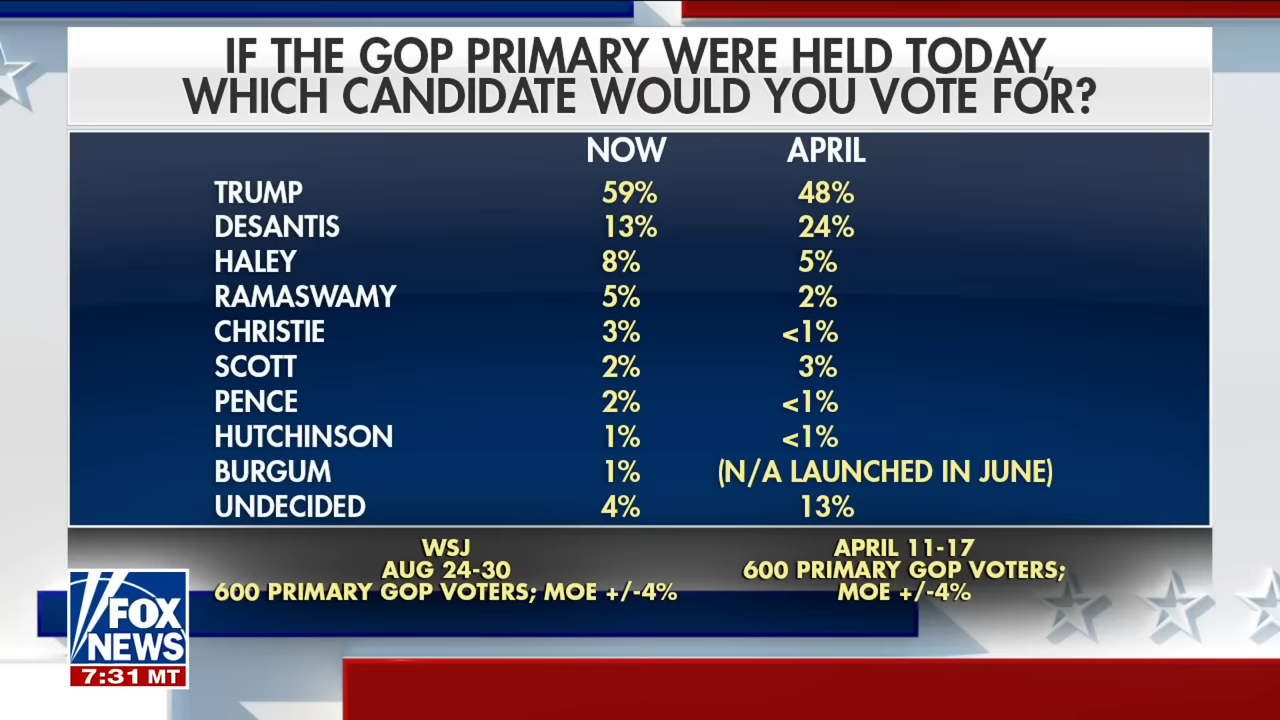 IF THE GOP PRIMARY WERE HELD TODAY,
WHICH CANDIDATE WOULD YOU VOTE FOR?
NOW APRIL
TRUMP 59% 48%
DESANTIS 13% 24%
HALEY 8% 5%
RAMASWAMY 5% 2%
CHRISTIE 3% <1%
SCOTT 2% 3%
PENCE 2% <1%
HUTCHINSON 1% <1%
BURGUM 1% (N/A LAUNCHED IN JUNE)
UNDECIDED 4% 13%
WSJ
AUG 24-30
600 PRIMARY GOP VOTERS; MOE +/-4%
APRIL 11-17
600 PRIMARY GOP VOTERS;
MOE +/-4%
FOX
NEWS
7:31 MT